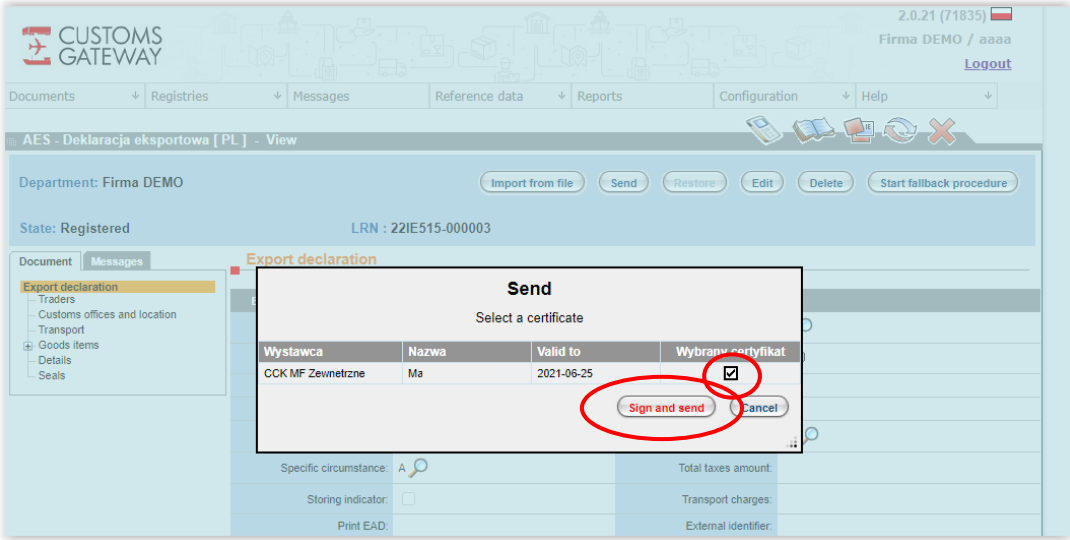 2.0.21 (71835)
CUSTOMS
GATEWAY
Firma DEMO / aaaa
Logout
Documents Registries Messages Reference data Reports Configuration Help
AES - Deklaracja eksportowa [ PL ] - View
Department: Firma DEMO Import from file Send Restore Edit Delete Start fallback procedure
State: Registered LRN : 22IE515-000003
Document Messages
Export declaration
Export declaration
Traders
Customs offices and location
Transport
Goods items
Details
Seals
Send
Select a certificate
Wystawca Nazwa Valid to Wybrany certyfikat
CCK MF Zewnetrzne Ma 2021-06-25
Sign and send Cancel
Specific circumstance: A Total taxes amount:
Storing indicator: Transport charges:
Print EAD: External identifier: